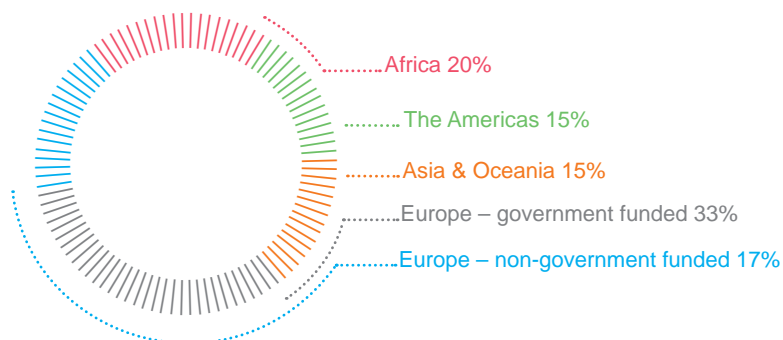 Africa 20%
The Americas 15%
Asia & Oceania 15%
Europe – government funded 33%
Europe – non-government funded 17%